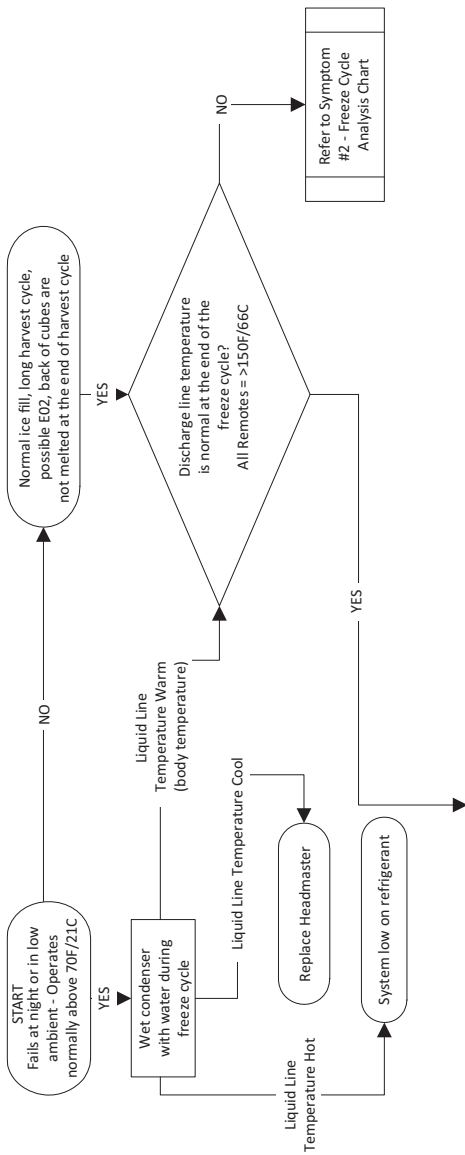 START
Fails at night or in low
ambient - Operates
normally above 70F/21C
NO
Normal ice fill, long harvest cycle,
possible E02, back of cubes are
not melted at the end of harvest cycle
YES
YES
Wet condenser
with water during
freeze cycle
Liquid Line
Temperature Warm
(body temperature)
Discharge line temperature
is normal at the end of the
freeze cycle?
All Remotes = >150F/66C
NO
Refer to Symptom
#2 - Freeze Cycle
Analysis Chart
Liquid Line Temperature Cool
Replace Headmaster
Liquid Line
Temperature Hot
System low on refrigerant
YES